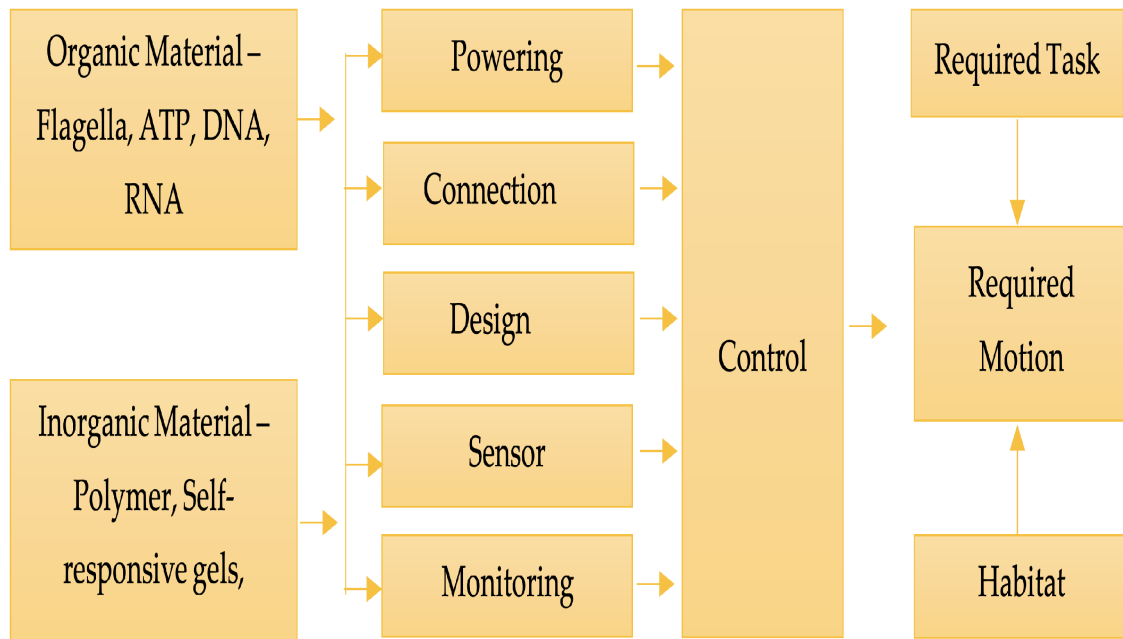 Organic Material –
Flagella, ATP, DNA,
RNA
Inorganic Material –
Polymer, Self-
responsive gels,
Powering
Connection
Design
Sensor
Monitoring
Control
Required Task
Required
Motion
Habitat